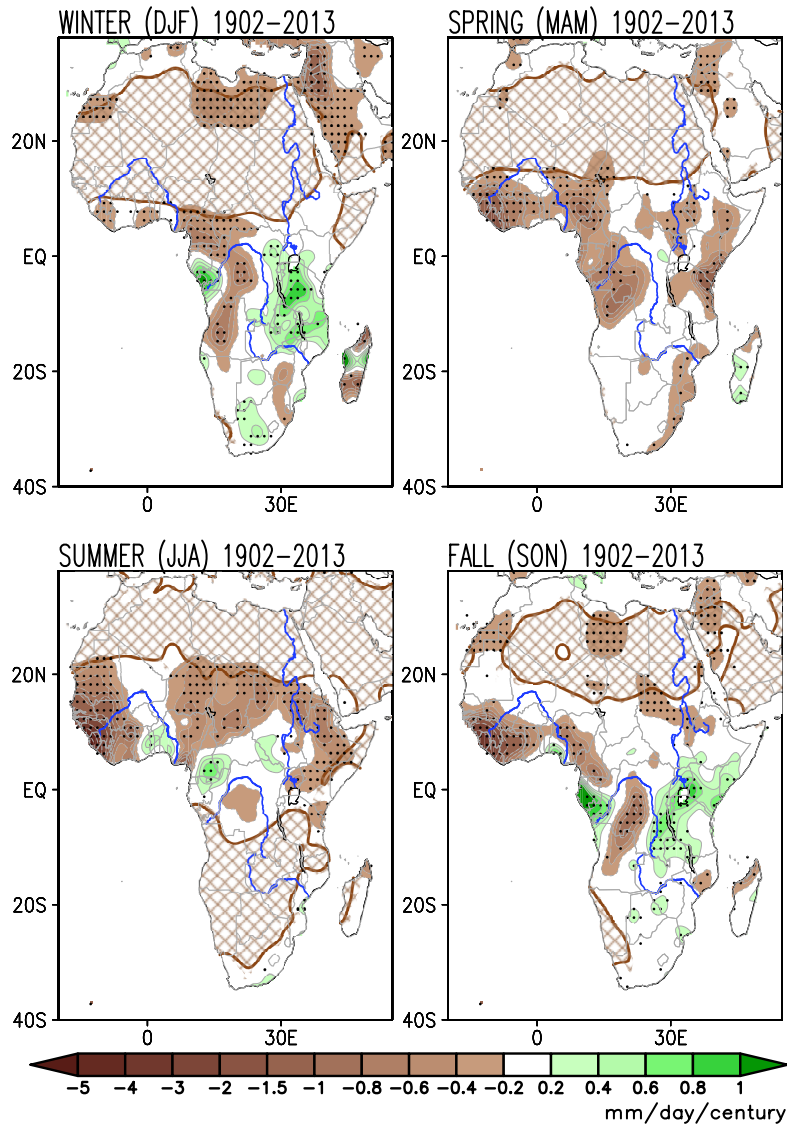 WINTER (DJF) 1902-2013 SPRING (MAM) 1902-2013
20N 20N
EQ EQ
20S 20S
40S 40S
0 30E 0 30E
SUMMER (JJA) 1902-2013 FALL (SON) 1902-2013
20N 20N
EQ EQ
20S 20S
40S 40S
0 30E 0 30E
-5 -4 -3 -2 -1.5 -1 -0.8 -0.6 -0.4 -0.2 0.2 0.4 0.6 0.8 1
mm/day/century